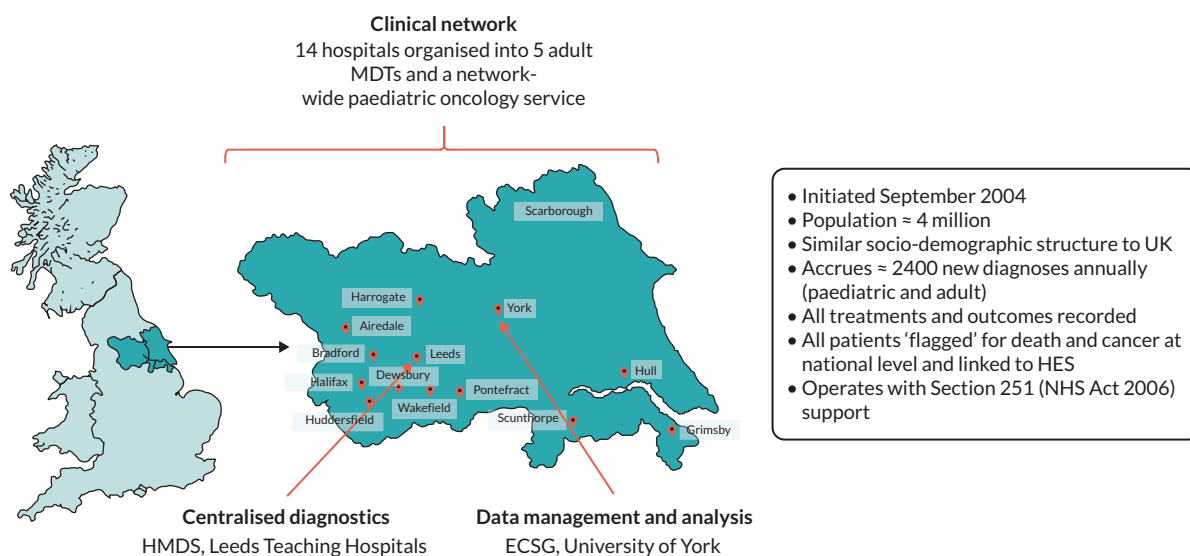 Clinical network
14 hospitals organised into 5 adult
MDTs and a network-
wide paediatric oncology service
Scarborough
Harrogate
York
Airedale
Bradford
Leeds
Hull
Halifax
Dewsbury
Pontefract
Wakefield
Huddersfield
Scunthorpe
Grimsby
Centralised diagnostics
HMDS, Leeds Teaching Hospitals
Data management and analysis
ECSG, University of York
• Initiated September 2004
• Population ≈ 4 million
• Similar socio-demographic structure to UK
• Accrues ≈ 2400 new diagnoses annually
(paediatric and adult)
• All treatments and outcomes recorded
• All patients ‘flagged’ for death and cancer at
national level and linked to HES
• Operates with Section 251 (NHS Act 2006)
support